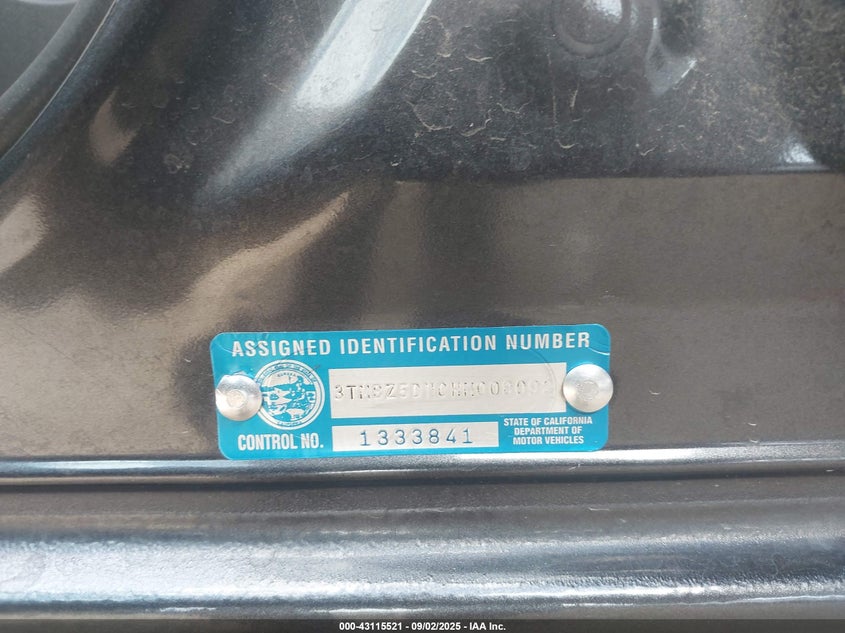 ASSIGNED IDENTIFICATION NUMBER
CONTROL NO.
1333841
STATE OF CALIFORNIA
DEPARTMENT OF
MOTOR VEHICLES
000-43115521 - 09/02/2025 - IAA Inc.